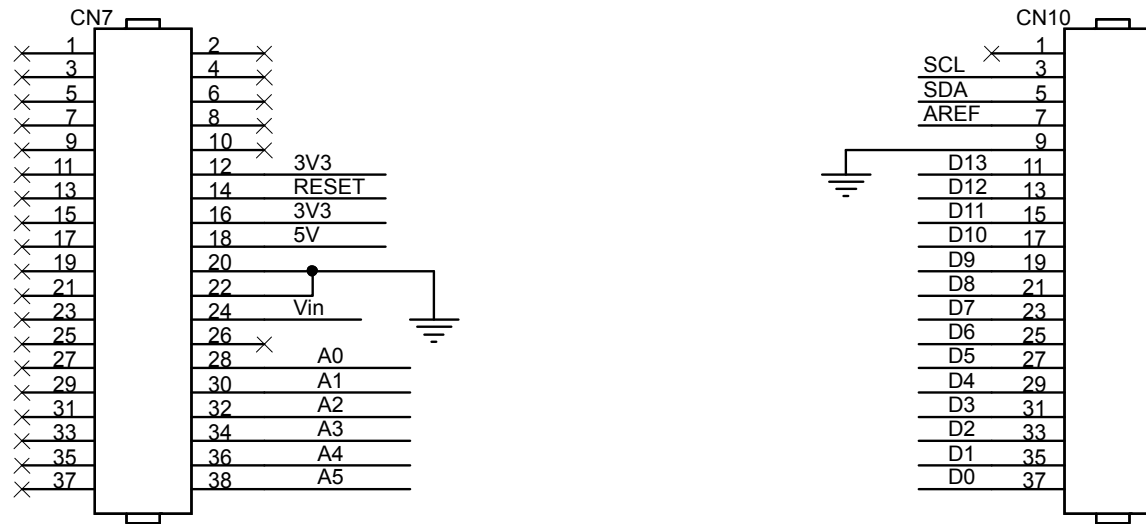 CN7
1 2
3 4
5 6
7 8
9 10
11 12 3V3
13 14 RESET
15 16 3V3
17 18 5V
19 20
21 22
23 24 Vin
25 26
27 28 A0
29 30 A1
31 32 A2
33 34 A3
35 36 A4
37 38 A5
CN10
1
SCL 3
SDA 5
AREF 7
9
D13 11
D12 13
D11 15
D10 17
D9 19
D8 21
D7 23
D6 25
D5 27
D4 29
D3 31
D2 33
D1 35
D0 37